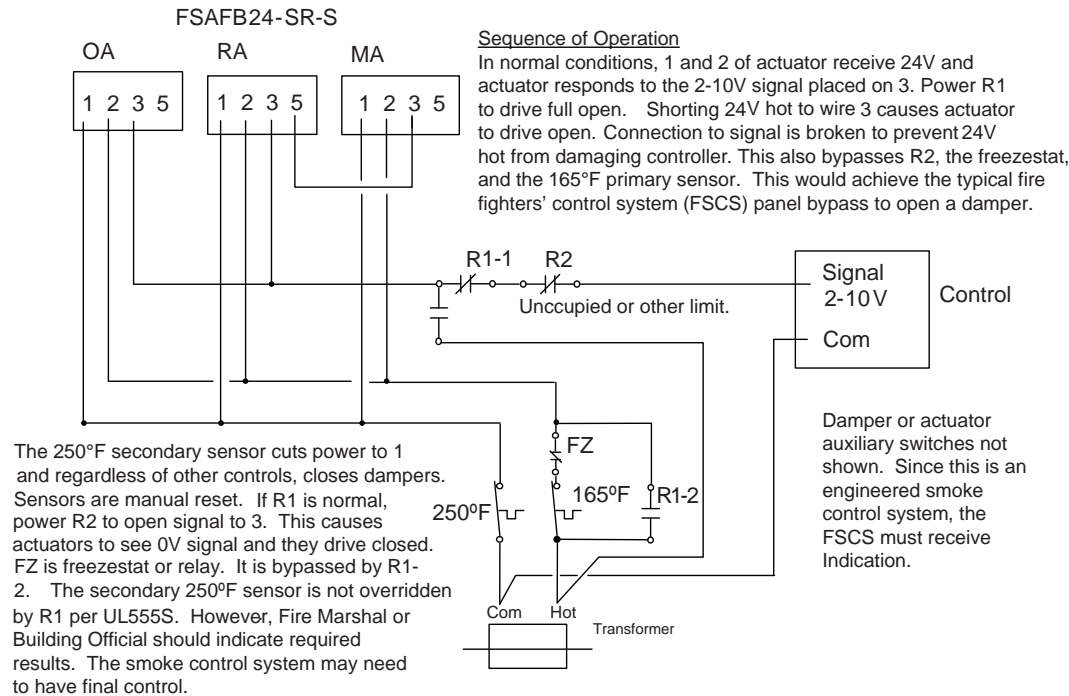 FSAFB24-SR-S
OA
RA
MA
1 2 3 5
1 2 3 5
1 2 3 5
Sequence of Operation
In normal conditions, 1 and 2 of actuator receive 24V and
actuator responds to the 2-10V signal placed on 3. Power R1
to drive full open. Shorting 24V hot to wire 3 causes actuator
to drive open. Connection to signal is broken to prevent 24V
hot from damaging controller. This also bypasses R2, the freezestat,
and the 165°F primary sensor. This would achieve the typical fire
fighters' control system (FSCS) panel bypass to open a damper.
R1-1
R2
Unccupied or other limit.
Signal
2-10V
Com
Control
The 250°F secondary sensor cuts power to 1
and regardless of other controls, closes dampers.
Sensors are manual reset. If R1 is normal,
power R2 to open signal to 3. This causes
actuators to see 0V signal and they drive closed.
FZ is freezestat or relay. It is bypassed by R1-
2. The secondary 250ºF sensor is not overridden
by R1 per UL555S. However, Fire Marshal or
Building Official should indicate required
results. The smoke control system may need
to have final control.
FZ
250ºF
165ºF
R1-2
Com
Hot
Transformer
Damper or actuator
auxiliary switches not
shown. Since this is an
engineered smoke
control system, the
FSCS must receive
Indication.